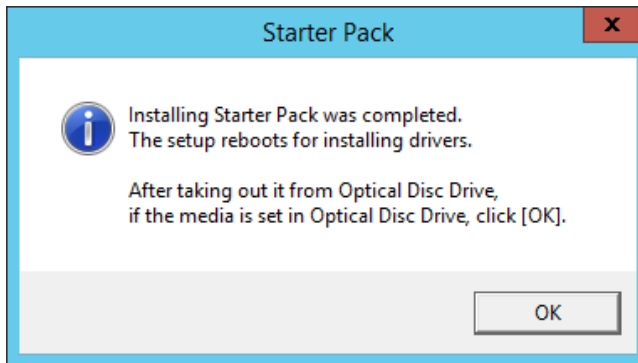 Starter Pack
x
Installing Starter Pack was completed.
The setup reboots for installing drivers.
After taking out it from Optical Disc Drive,
if the media is set in Optical Disc Drive, click [OK].
OK